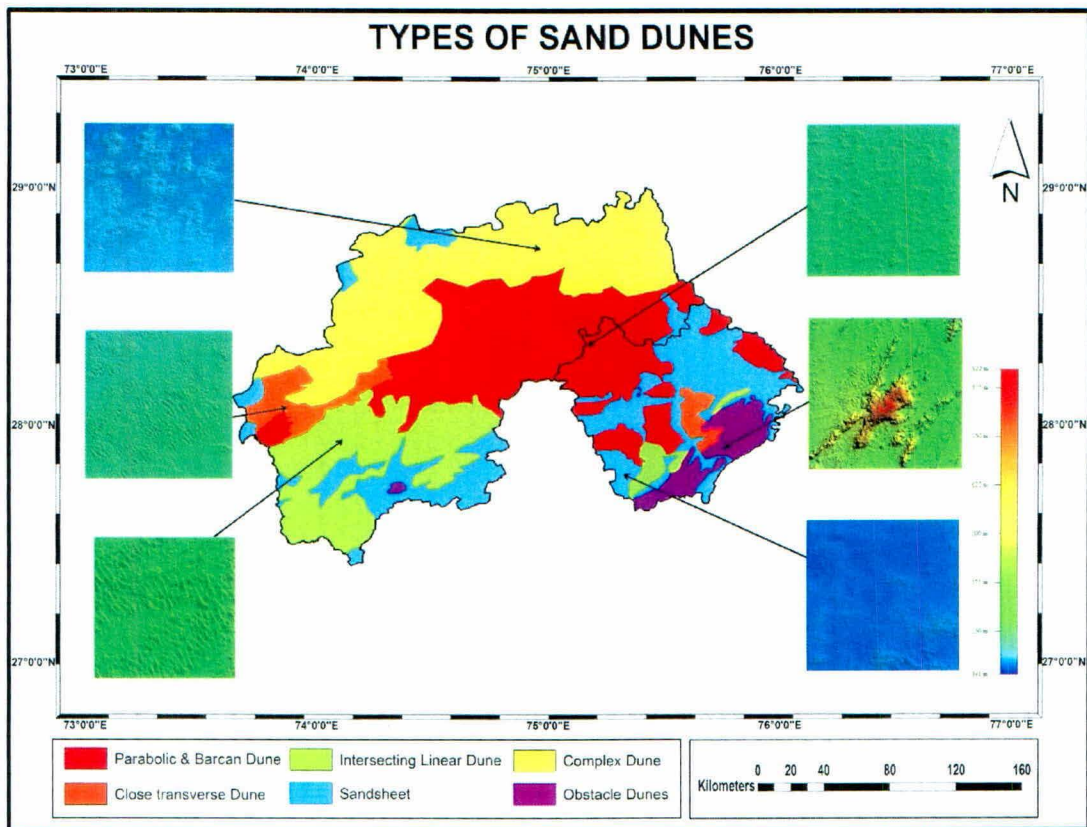 TYPES OF SAND DUNES
73°0'0"E 74°0'0"E 75°0'0"E 76°0'0"E 77°0'0"E
29°0'0"N 29°0'0"N
N
28°0'0"N 28°0'0"N
27°0'0"N 27°0'0"N
73°0'0"E 74°0'0"E 75°0'0"E 76°0'0"E 77°0'0"E
Parabolic & Barcan Dune Intersecting Linear Dune Complex Dune
Close transverse Dune Sandsheet Obstacle Dunes
Kilometers 0 20 40 80 120 160